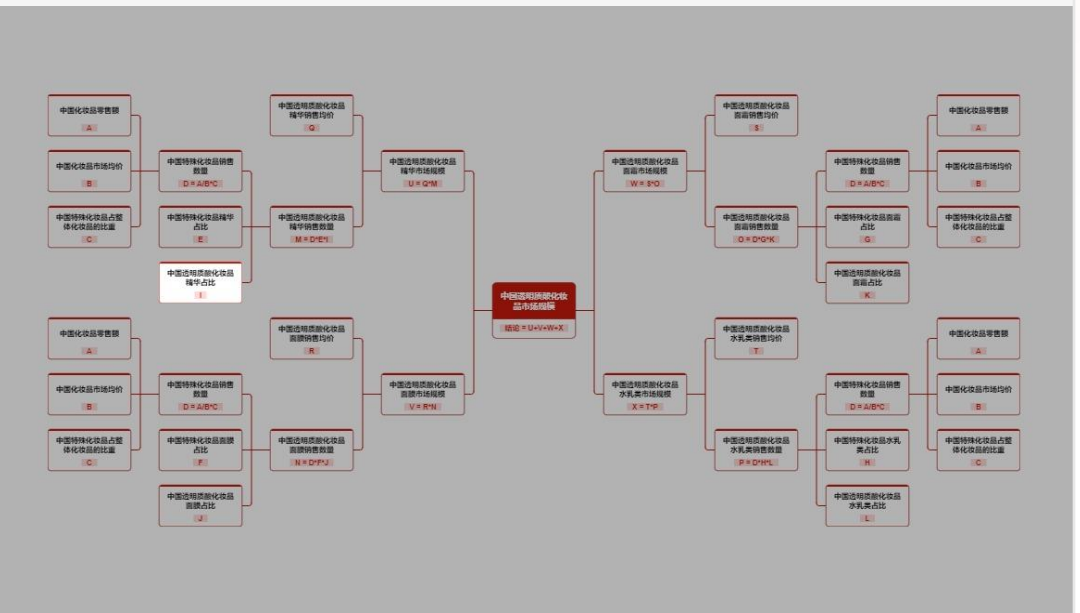 中国化妆品零售额
A
中国化妆品市场均价
B
中国特殊化妆品占整
体化妆品的比重
C
中国特殊化妆品销售
数量
D = A/B*C
中国特殊化妆品精华
占比
E
中国透明质酸化妆品
精华占比
I
中国透明质酸化妆品
精华销售均价
Q
中国透明质酸化妆品
精华销售数量
M = D*E*I
中国透明质酸化妆品
精华市场规模
U = Q*M
中国化妆品零售额
A
中国化妆品市场均价
B
中国特殊化妆品占整
体化妆品的比重
C
中国特殊化妆品销售
数量
D = A/B*C
中国特殊化妆品面膜
占比
F
中国透明质酸化妆品
面膜占比
J
中国透明质酸化妆品
面膜销售均价
R
中国透明质酸化妆品
面膜销售数量
N = D*F*J
中国透明质酸化妆品
面膜市场规模
V = R*N
中国透明质酸化妆
品市场规模
结论 = U+V+W+X
中国透明质酸化妆品
面霜市场规模
W = S*O
中国透明质酸化妆品
面霜销售均价
S
中国透明质酸化妆品
面霜销售数量
O = D*G*K
中国特殊化妆品销售
数量
D = A/B*C
中国特殊化妆品面霜
占比
G
中国透明质酸化妆品
面霜占比
K
中国化妆品零售额
A
中国化妆品市场均价
B
中国特殊化妆品占整
体化妆品的比重
C
中国透明质酸化妆品
水乳类市场规模
X = T*P
中国透明质酸化妆品
水乳类销售均价
T
中国透明质酸化妆品
水乳类销售数量
P = D*H*L
中国特殊化妆品销售
数量
D = A/B*C
中国特殊化妆品水乳
类占比
H
中国透明质酸化妆品
水乳类占比
L
中国化妆品零售额
A
中国化妆品市场均价
B
中国特殊化妆品占整
体化妆品的比重
C